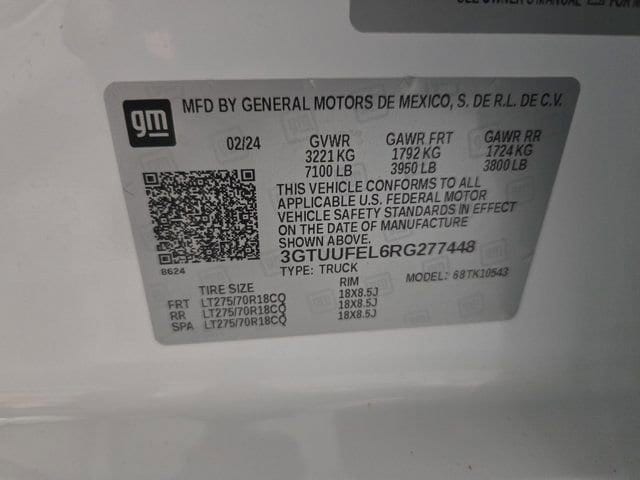 SEE OWNER'S MANUAL
gm
MFD BY GENERAL MOTORS DE MEXICO, S. DE R.L. DE C.V.
02/24 GVWR GAWR FRT GAWR RR
3221 KG 1792 KG 1724 KG
7100 LB 3950 LB 3800 LB
THIS VEHICLE CONFORMS TO ALL
APPLICABLE U.S. FEDERAL MOTOR
VEHICLE SAFETY STANDARDS IN EFFECT
ON THE DATE OF MANUFACTURE
SHOWN ABOVE.
3GTUUFEL6RG277448
8624
TYPE: TRUCK MODEL: 68TK10543
TIRE SIZE RIM
FRT LT275/70R18CQ 18X8.5J
RR LT275/70R18CQ 18X8.5J
SPA LT275/70R18CQ 18X8.5J